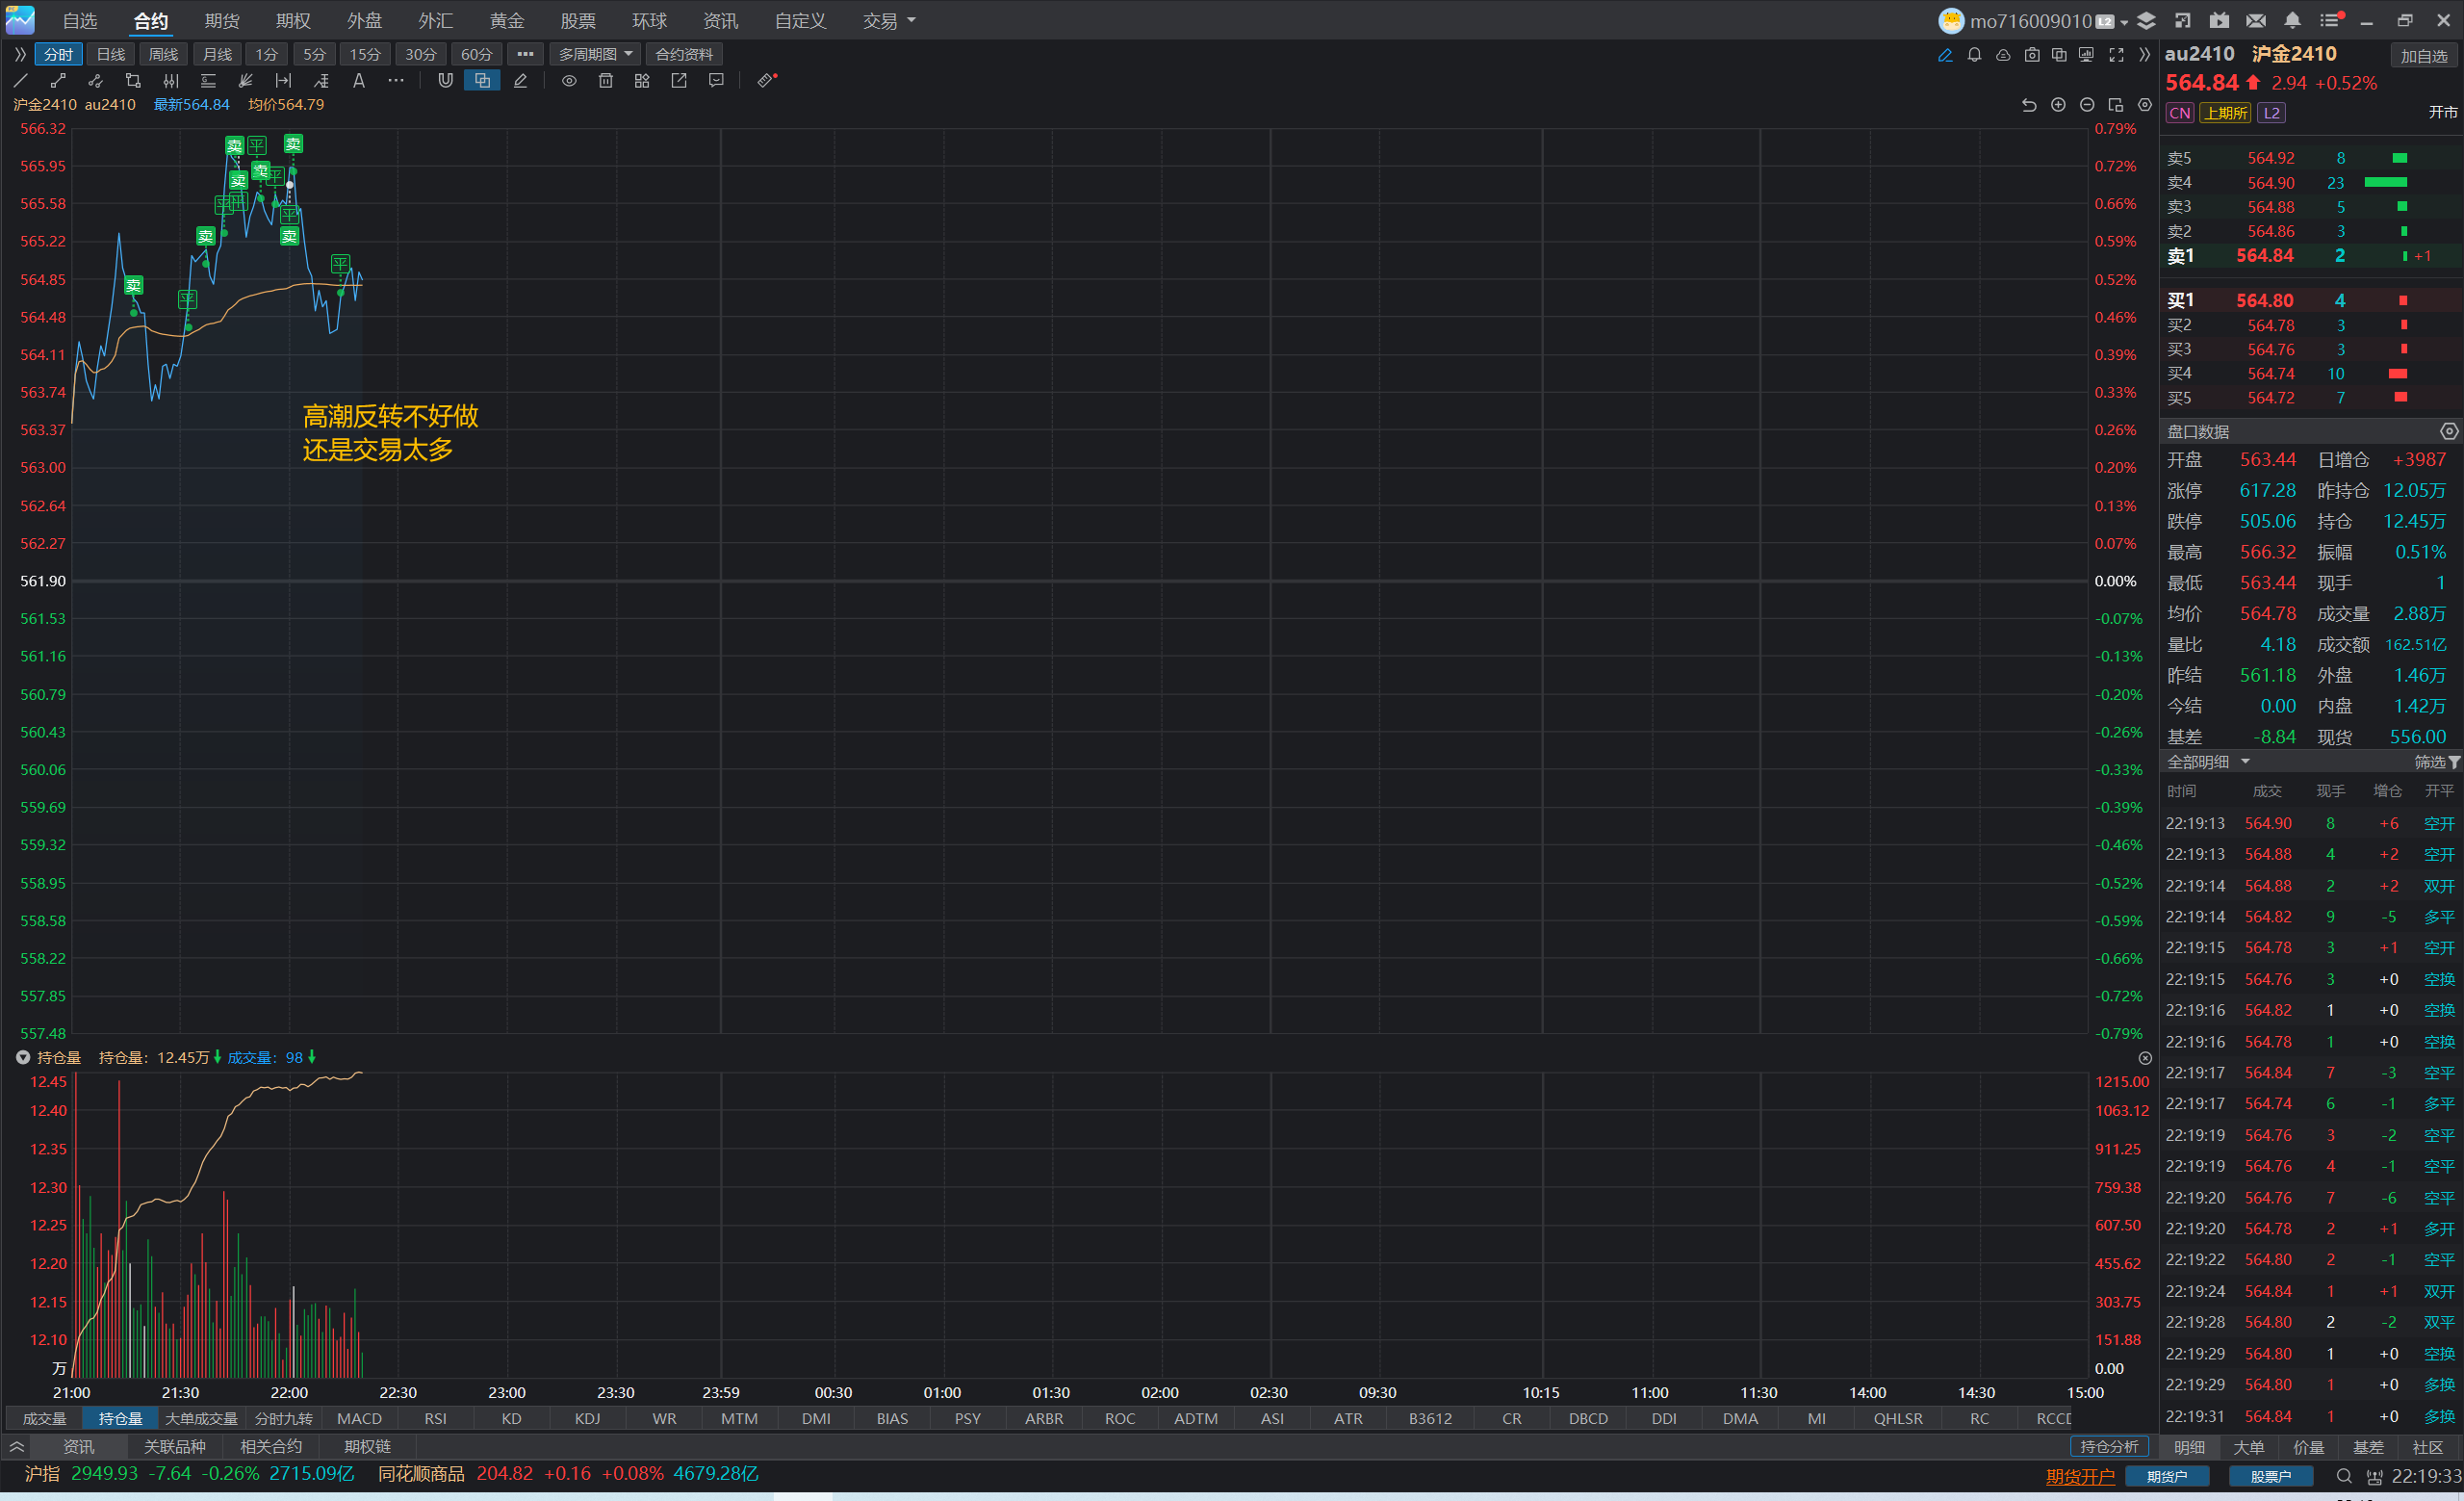 自选 合约 期货 期权 外盘 外汇 黄金 股票 环球 资讯 自定义 交易 mo716009010 L2
分时 日线 周线 月线 1分 5分 15分 30分 60分 ••• 多周期图 合约资料
沪金2410 au2410 最新564.84 均价564.79
566.32 0.79%
565.95 0.72%
565.58 0.66%
565.22 0.59%
564.85 0.52%
564.48 0.46%
564.11 0.39%
563.74 0.33%
563.37 0.26%
563.00 0.20%
562.64 0.13%
562.27 0.07%
561.90 0.00%
561.53 -0.07%
561.16 -0.13%
560.79 -0.20%
560.43 -0.26%
560.06 -0.33%
559.69 -0.39%
559.32 -0.46%
558.95 -0.52%
558.58 -0.59%
558.22 -0.66%
557.85 -0.72%
557.48 -0.79%
卖 平 卖
卖 平
卖
平 平
平
卖 卖
平
卖
平
高潮反转不好做
还是交易太多
持仓量 持仓量：12.45万 成交量：98
12.45 1215.00
12.40 1063.12
12.35 911.25
12.30 759.38
12.25 607.50
12.20 455.62
12.15 303.75
12.10 151.88
万 0.00
21:00 21:30 22:00 22:30 23:00 23:30 23:59 00:30 01:00 01:30 02:00 02:30 09:30 10:15 11:00 11:30 14:00 14:30 15:00
成交量 持仓量 大单成交量 分时九转 MACD RSI KD KDJ WR MTM DMI BIAS PSY ARBR ROC ADTM ASI ATR B3612 CR DBCD DDI DMA MI QHLSR RC RCCD
资讯 关联品种 相关合约 期权链 持仓分析
au2410 沪金2410 加自选
564.84 2.94 +0.52%
CN 上期所 L2 开市
卖5 564.92 8
卖4 564.90 23
卖3 564.88 5
卖2 564.86 3
卖1 564.84 2 +1
买1 564.80 4
买2 564.78 3
买3 564.76 3
买4 564.74 10
买5 564.72 7
盘口数据
开盘 563.44 日增仓 +3987
涨停 617.28 昨持仓 12.05万
跌停 505.06 持仓 12.45万
最高 566.32 振幅 0.51%
最低 563.44 现手 1
均价 564.78 成交量 2.88万
量比 4.18 成交额 162.51亿
昨结 561.18 外盘 1.46万
今结 0.00 内盘 1.42万
基差 -8.84 现货 556.00
全部明细 筛选
时间 成交 现手 增仓 开平
22:19:13 564.90 8 +6 空开
22:19:13 564.88 4 +2 空开
22:19:14 564.88 2 +2 双开
22:19:14 564.82 9 -5 多平
22:19:15 564.78 3 +1 空开
22:19:15 564.76 3 +0 空换
22:19:16 564.82 1 +0 空换
22:19:16 564.78 1 +0 空换
22:19:17 564.84 7 -3 空平
22:19:17 564.74 6 -1 多平
22:19:19 564.76 3 -2 空平
22:19:19 564.76 4 -1 空平
22:19:20 564.76 7 -6 空平
22:19:20 564.78 2 +1 多开
22:19:22 564.80 2 -1 空平
22:19:24 564.84 1 +1 双开
22:19:28 564.80 2 -2 双平
22:19:29 564.80 1 +0 空换
22:19:29 564.80 1 +0 多换
22:19:31 564.84 1 +0 多换
明细 大单 价量 基差 社区
沪指 2949.93 -7.64 -0.26% 2715.09亿 同花顺商品 204.82 +0.16 +0.08% 4679.28亿 期货开户 期货户 股票户 22:19:33